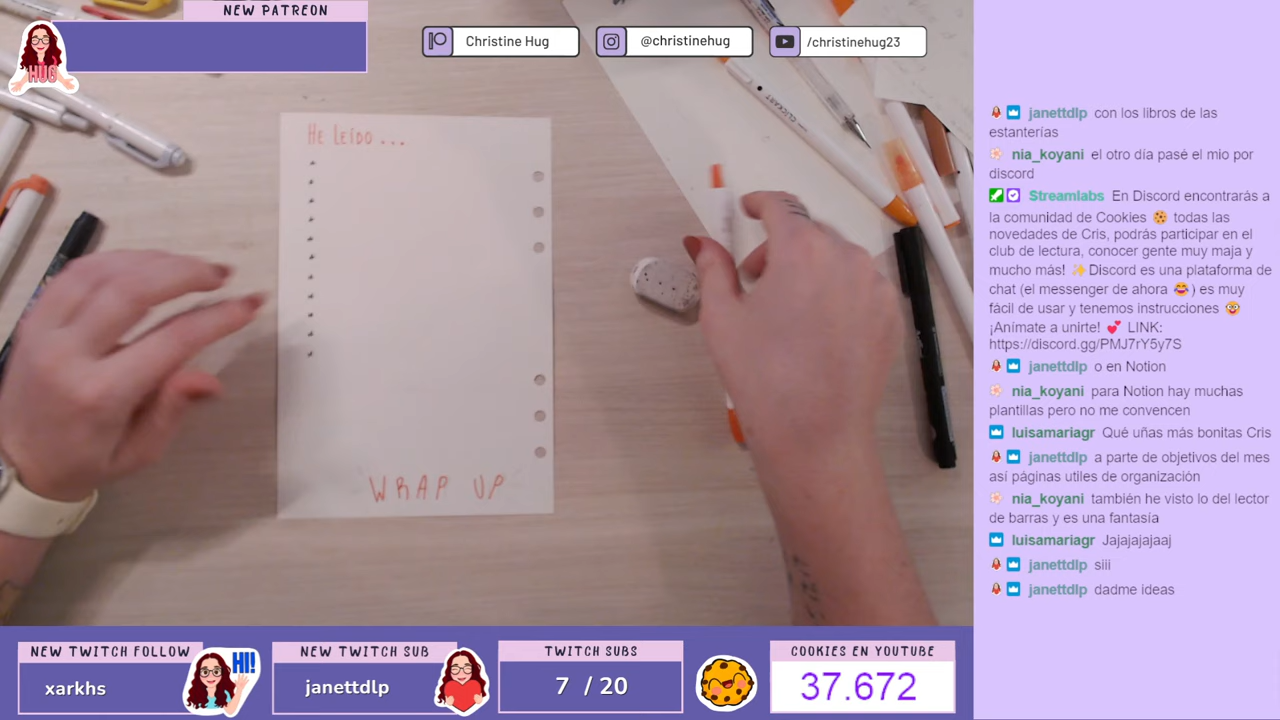 NEW PATREON
HUG
Christine Hug
@christinehug
/christinehug23
HE LEÍDO ...
CLICKART
WRAP UP
janettdlp con los libros de las
estanterías
nia_koyani el otro día pasé el mio por
discord
Streamlabs En Discord encontrarás a
la comunidad de Cookies 🍪 todas las
novedades de Cris, podrás participar en el
club de lectura, conocer gente muy maja y
mucho más! ✨Discord es una plataforma de
chat (el messenger de ahora 😂) es muy
fácil de usar y tenemos instrucciones 🤓
¡Anímate a unirte! 💕 LINK:
https://discord.gg/PMJ7rY5y7S
janettdlp o en Notion
nia_koyani para Notion hay muchas
plantillas pero no me convencen
luisamariagr Qué uñas más bonitas Cris
janettdlp a parte de objetivos del mes
así páginas utiles de organización
nia_koyani también he visto lo del lector
de barras y es una fantasía
luisamariagr Jajajajajaaj
janettdlp siii
janettdlp dadme ideas
NEW TWITCH FOLLOW
xarkhs
HI!
NEW TWITCH SUB
janettdlp
TWITCH SUBS
7 / 20
COOKIES EN YOUTUBE
37.672